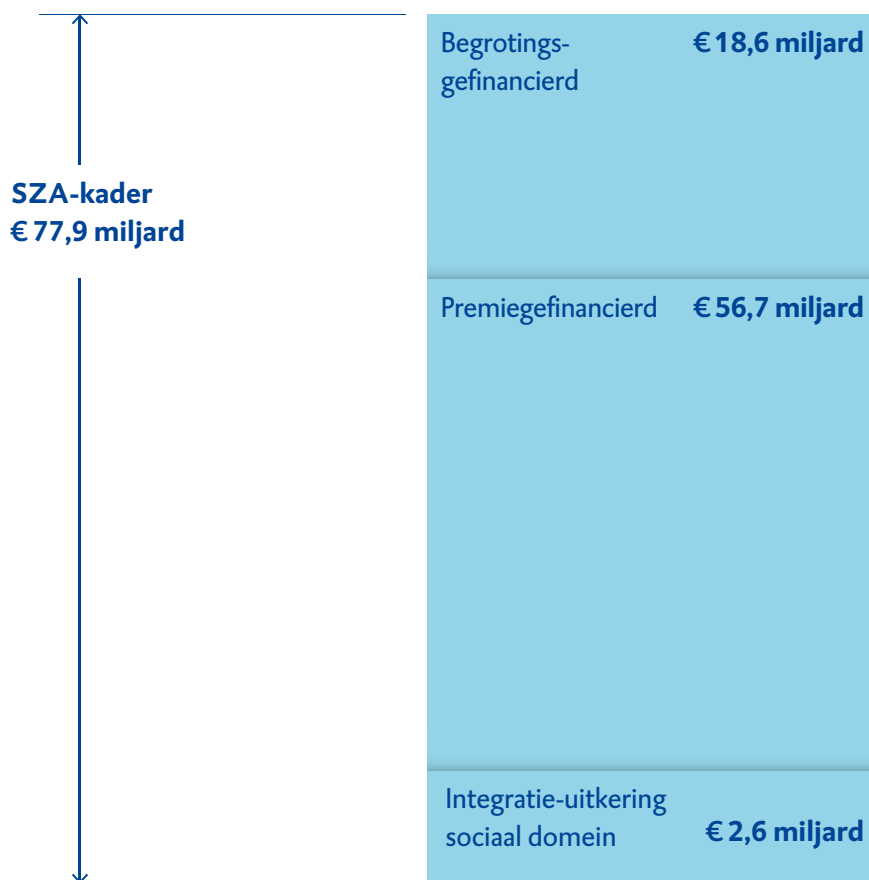 Begrotings- € 18,6 miljard
gefinancierd
SZA-kader
€ 77,9 miljard
Premiegefinancierd € 56,7 miljard
Integratie-uitkering
sociaal domein € 2,6 miljard